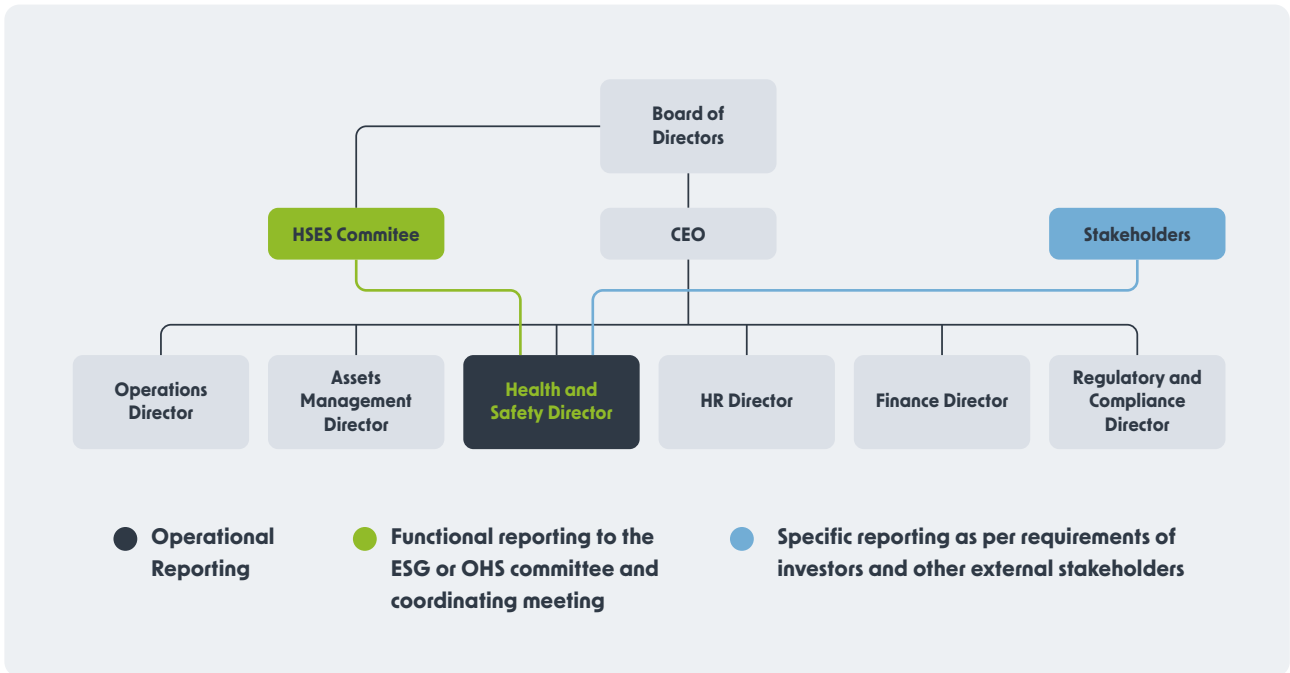 Board of
Directors
HSES Commitee
CEO
Stakeholders
Operations
Director
Assets
Management
Director
Health and
Safety Director
HR Director
Finance Director
Regulatory and
Compliance
Director
Operational
Reporting
Functional reporting to the
ESG or OHS committee and
coordinating meeting
Specific reporting as per requirements of
investors and other external stakeholders